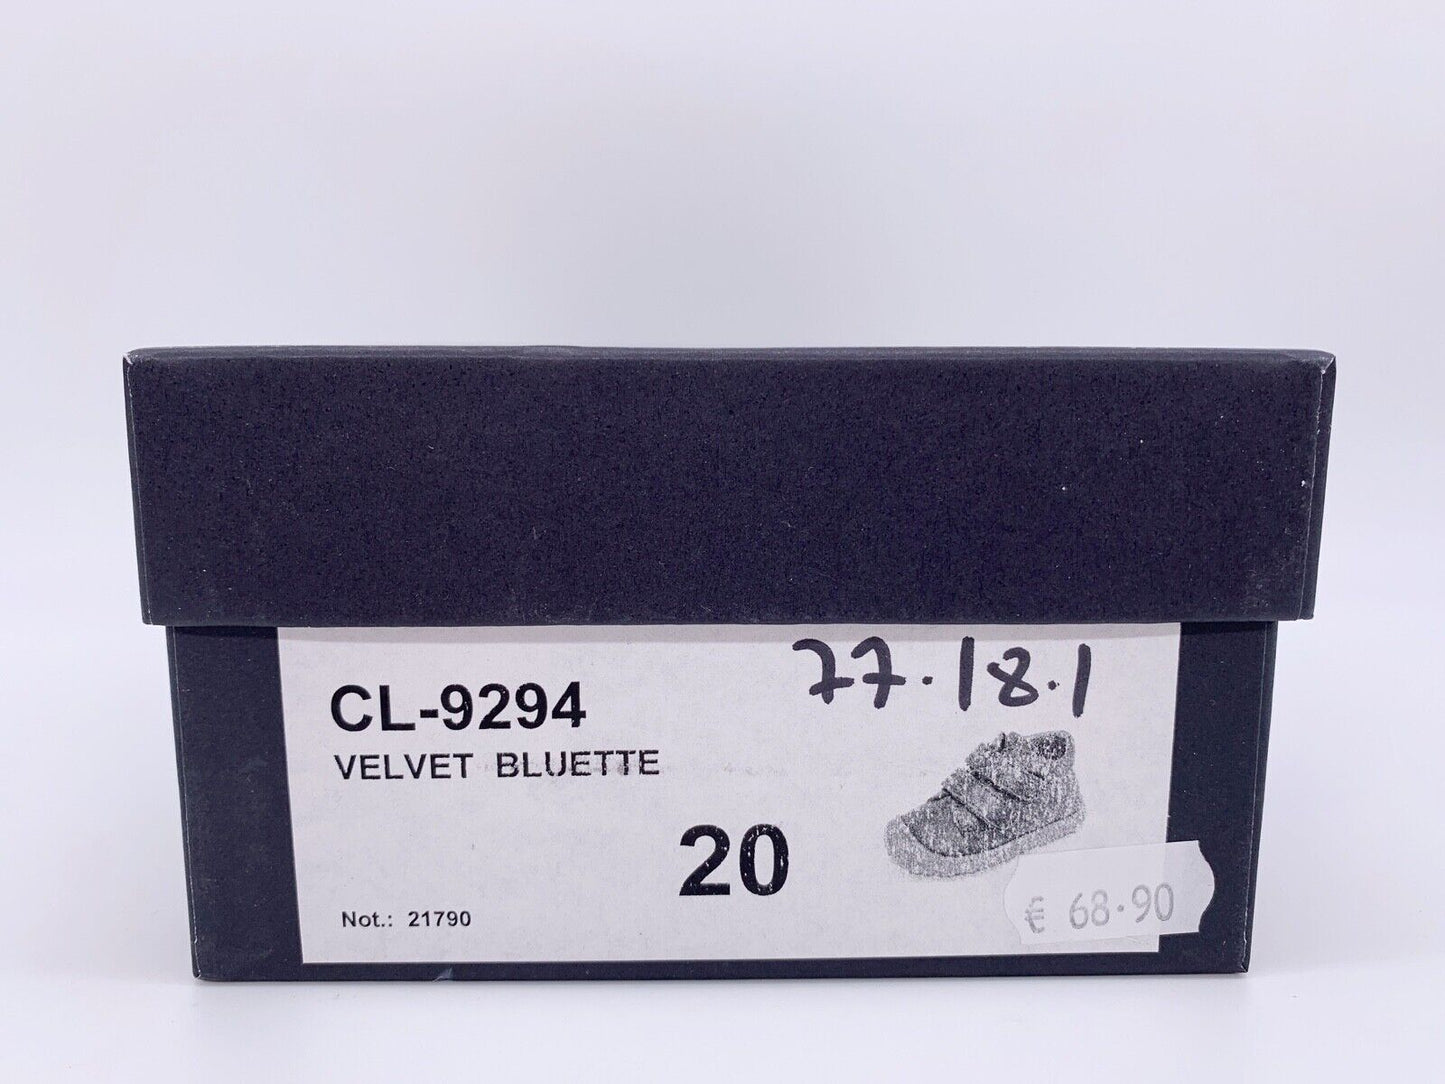 77.18.1
CL-9294
VELVET BLUETTE
20
Not.: 21790
€ 68.90